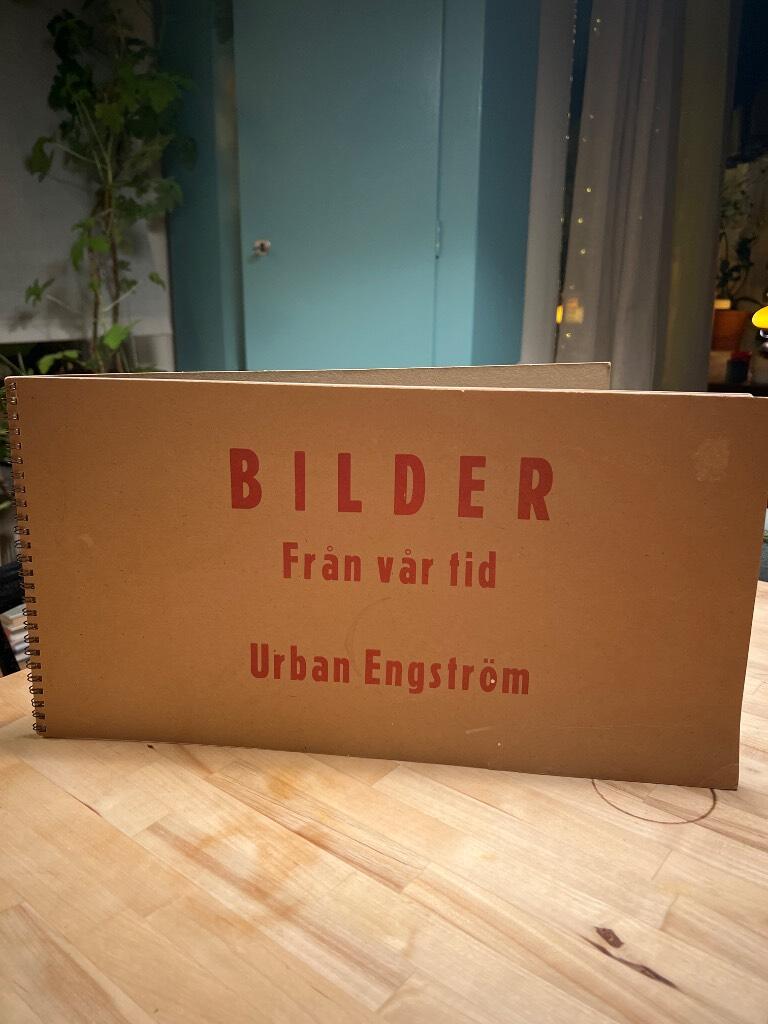 BILDER
Från vår tid
Urban Engström